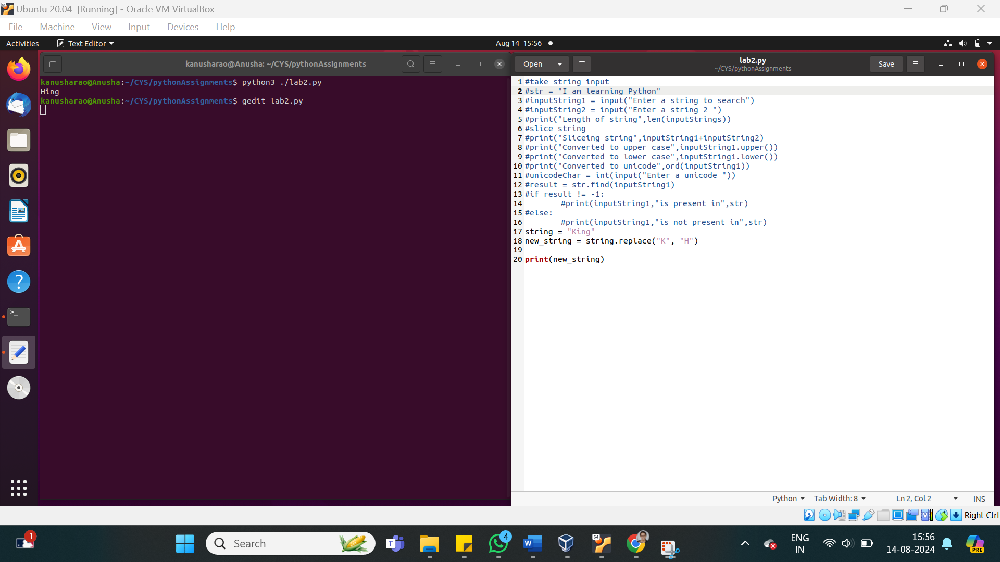 Ubuntu 20.04 [Running] - Oracle VM VirtualBox
File Machine View Input Devices Help
Activities Text Editor Aug 14 15:56
kanusharao@Anusha: ~/CYS/pythonAssignments
kanusharao@Anusha:~/CYS/pythonAssignments$ python3 ./lab2.py
Hing
kanusharao@Anusha:~/CYS/pythonAssignments$ gedit lab2.py
Open lab2.py Save
~/CYS/pythonAssignments
1 #take string input
2 #str = "I am learning Python"
3 #inputString1 = input("Enter a string to search")
4 #inputString2 = input("Enter a string 2 ")
5 #print("Length of string",len(inputStrings))
6 #slice string
7 #print("Sliceing string",inputString1+inputString2)
8 #print("Converted to upper case",inputString1.upper())
9 #print("Converted to lower case",inputString1.lower())
10 #print("Converted to unicode",ord(inputString1))
11 #unicodeChar = int(input("Enter a unicode "))
12 #result = str.find(inputString1)
13 #if result != -1:
14 #print(inputString1,"is present in",str)
15 #else:
16 #print(inputString1,"is not present in",str)
17 string = "King"
18 new_string = string.replace("K", "H")
19
20 print(new_string)
Python Tab Width: 8 Ln 2, Col 2 INS
Right Ctrl
1
Search
4
64
ENG
IN
15:56
14-08-2024
PRE